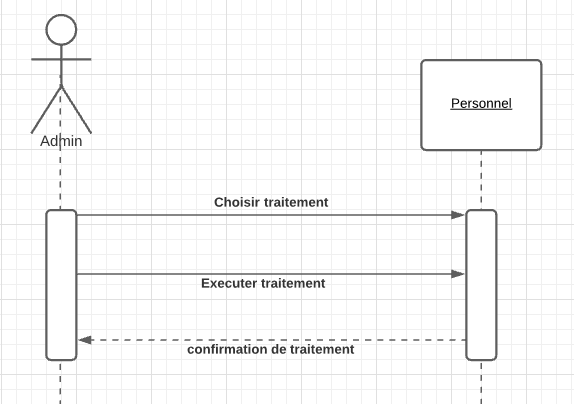 Personnel
Admin
Choisir traitement
Executer traitement
confirmation de traitement